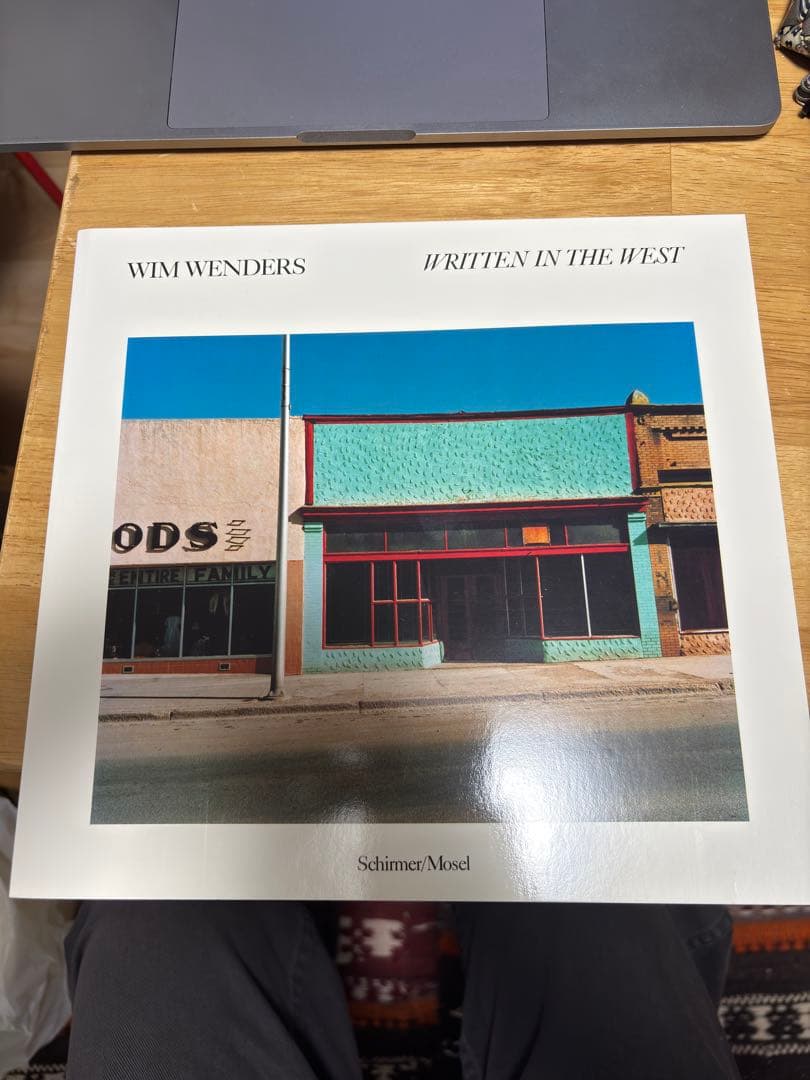 WIM WENDERS
WRITTEN IN THE WEST
ODS
ENTIRE FAMILY
Schirmer/Mosel